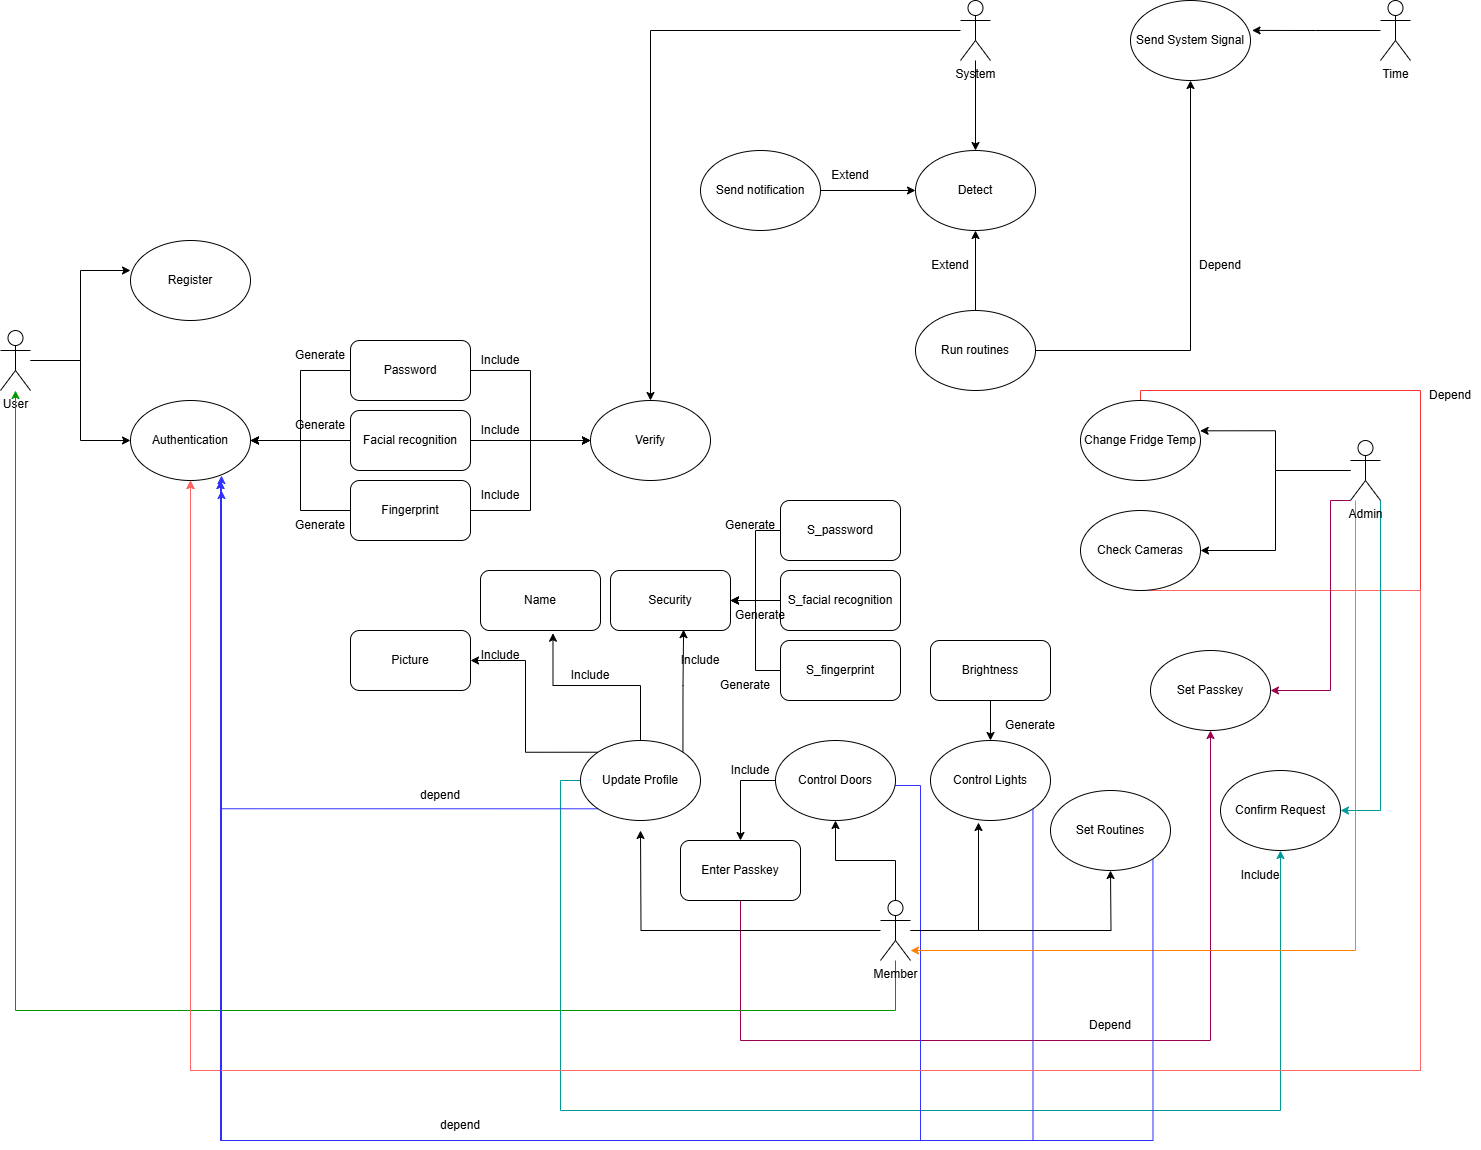 Send System Signal
System
Time
Extend
Send notification
Detect
Extend
Depend
Register
Run routines
Generate
Password
Include
User
Depend
Generate
Include
Authentication
Facial recognition
Verify
Change Fridge Temp
Include
Fingerprint
Generate
Admin
Generate
S_password
Check Cameras
Name
Security
S_facial recognition
Generate
Include
Picture
Include
Include
S_fingerprint
Brightness
Generate
Set Passkey
Generate
Include
Update Profile
Control Doors
Control Lights
depend
Confirm Request
Set Routines
Enter Passkey
Include
Member
Depend
depend